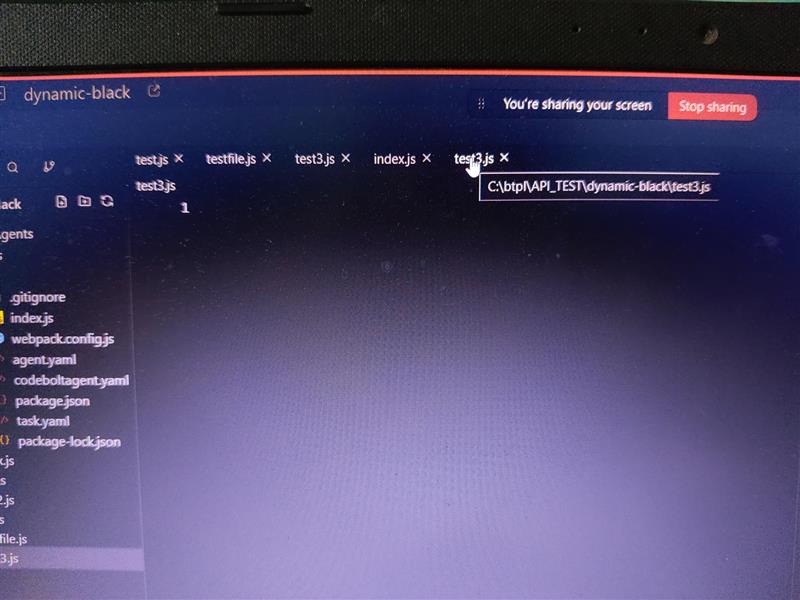 dynamic-black
You're sharing your screen
Stop sharing
test.js
testfile.js
test3.js
index.js
test3.js
test3.js
C:\btpl\API_TEST\dynamic-black\test3.js
1
ack
gents
s
.gitignore
index.js
webpack.config.js
agent.yaml
codeboltagent.yaml
package.json
task.yaml
package-lock.json
x.js
s
2.js
s
file.js
3.js